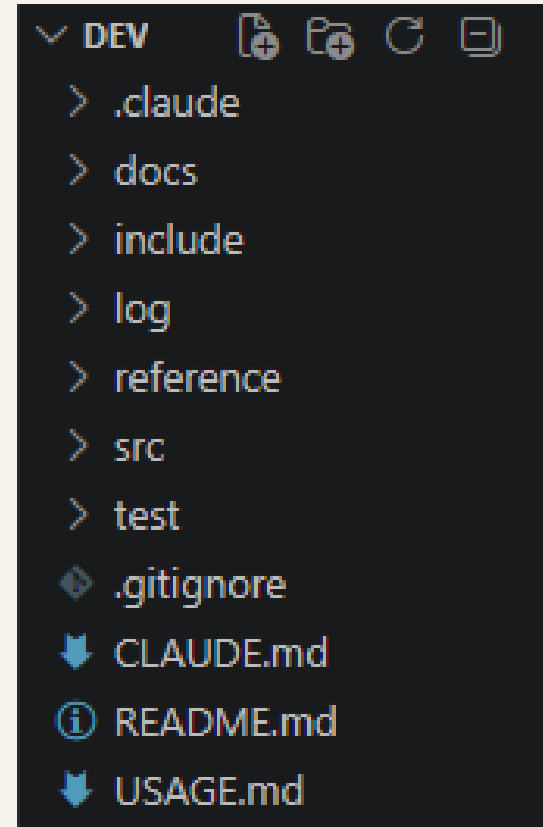 DEV
.claude
docs
include
log
reference
src
test
.gitignore
CLAUDE.md
README.md
USAGE.md